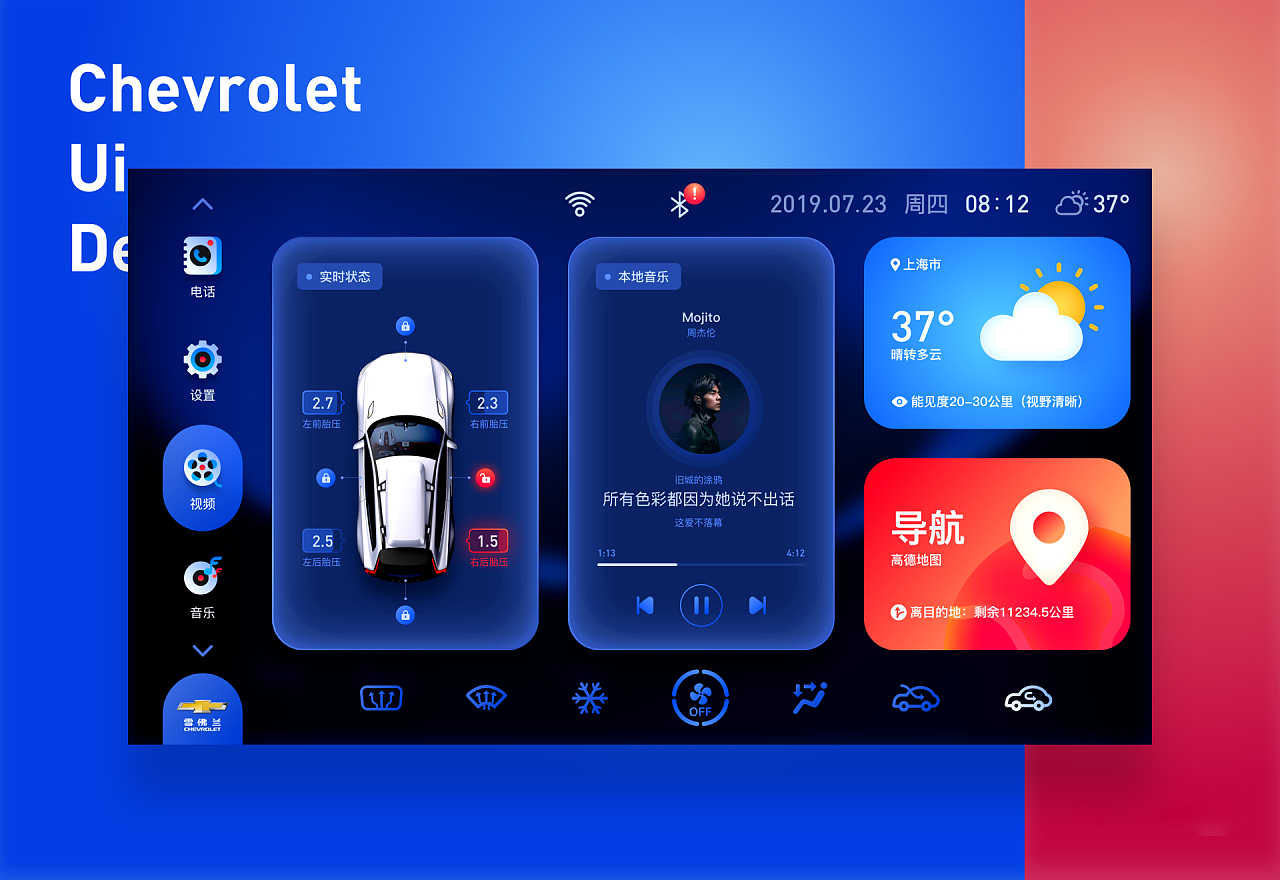 Chevrolet
Ui
De
2019.07.23 周四 08:12 37°
电话
设置
视频
音乐
雪佛兰
CHEVROLET
实时状态
2.7
左前胎压
2.3
右前胎压
2.5
左后胎压
1.5
右后胎压
本地音乐
Mojito
周杰伦
旧城的涂鸦
所有色彩都因为她说不出话
这爱不落幕
1:13 4:12
上海市
37°
晴转多云
能见度20-30公里（视野清晰）
导航
高德地图
离目的地：剩余11234.5公里
OFF